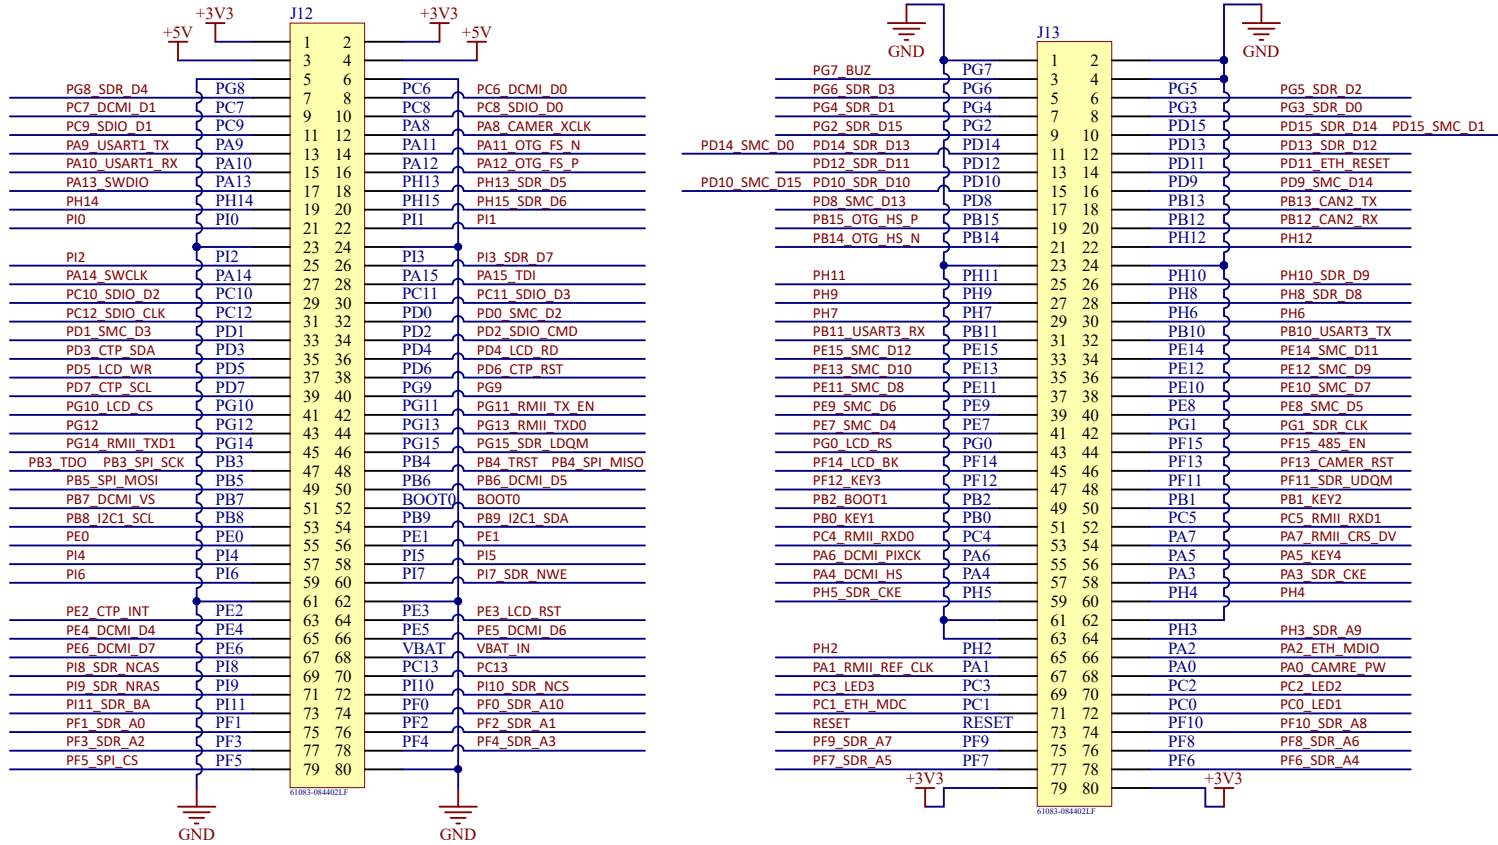 J12
+3V3 +3V3
+5V +5V
1 2
3 4
5 6
PG8_SDR_D4 PG8 7 8 PC6 PC6_DCMI_D0
PC7_DCMI_D1 PC7 9 10 PC8 PC8_SDIO_D0
PC9_SDIO_D1 PC9 11 12 PA8 PA8_CAMER_XCLK
PA9_USART1_TX PA9 13 14 PA11 PA11_OTG_FS_N
PA10_USART1_RX PA10 15 16 PA12 PA12_OTG_FS_P
PA13_SWDIO PA13 17 18 PH13 PH13_SDR_D5
PH14 PH14 19 20 PH15 PH15_SDR_D6
PI0 PI0 21 22 PI1 PI1
23 24
PI2 PI2 25 26 PI3 PI3_SDR_D7
PA14_SWCLK PA14 27 28 PA15 PA15_TDI
PC10_SDIO_D2 PC10 29 30 PC11 PC11_SDIO_D3
PC12_SDIO_CLK PC12 31 32 PD0 PD0_SMC_D2
PD1_SMC_D3 PD1 33 34 PD2 PD2_SDIO_CMD
PD3_CTP_SDA PD3 35 36 PD4 PD4_LCD_RD
PD5_LCD_WR PD5 37 38 PD6 PD6_CTP_RST
PD7_CTP_SCL PD7 39 40 PG9 PG9
PG10_LCD_CS PG10 41 42 PG11 PG11_RMII_TX_EN
PG12 PG12 43 44 PG13 PG13_RMII_TXD0
PG14_RMII_TXD1 PG14 45 46 PG15 PG15_SDR_LDQM
PB3_TDO PB3_SPI_SCK PB3 47 48 PB4 PB4_TRST PB4_SPI_MISO
PB5_SPI_MOSI PB5 49 50 PB6 PB6_DCMI_D5
PB7_DCMI_VS PB7 51 52 BOOT0 BOOT0
PB8_I2C1_SCL PB8 53 54 PB9 PB9_I2C1_SDA
PE0 PE0 55 56 PE1 PE1
PI4 PI4 57 58 PI5 PI5
PI6 PI6 59 60 PI7 PI7_SDR_NWE
61 62
PE2_CTP_INT PE2 63 64 PE3 PE3_LCD_RST
PE4_DCMI_D4 PE4 65 66 PE5 PE5_DCMI_D6
PE6_DCMI_D7 PE6 67 68 VBAT VBAT_IN
PI8_SDR_NCAS PI8 69 70 PC13 PC13
PI9_SDR_NRAS PI9 71 72 PI10 PI10_SDR_NCS
PI11_SDR_BA PI11 73 74 PF0 PF0_SDR_A10
PF1_SDR_A0 PF1 75 76 PF2 PF2_SDR_A1
PF3_SDR_A2 PF3 77 78 PF4 PF4_SDR_A3
PF5_SPI_CS PF5 79 80
61083-084402LF
GND GND
GND GND
J13
1 2
PG7_BUZ PG7 3 4
PG6_SDR_D3 PG6 5 6 PG5 PG5_SDR_D2
PG4_SDR_D1 PG4 7 8 PG3 PG3_SDR_D0
PG2_SDR_D15 PG2 9 10 PD15 PD15_SDR_D14 PD15_SMC_D1
PD14_SMC_D0 PD14_SDR_D13 PD14 11 12 PD13 PD13_SDR_D12
PD12_SDR_D11 PD12 13 14 PD11 PD11_ETH_RESET
PD10_SMC_D15 PD10_SDR_D10 PD10 15 16 PD9 PD9_SMC_D14
PD8_SMC_D13 PD8 17 18 PB13 PB13_CAN2_TX
PB15_OTG_HS_P PB15 19 20 PB12 PB12_CAN2_RX
PB14_OTG_HS_N PB14 21 22 PH12 PH12
23 24
PH11 PH11 25 26 PH10 PH10_SDR_D9
PH9 PH9 27 28 PH8 PH8_SDR_D8
PH7 PH7 29 30 PH6 PH6
PB11_USART3_RX PB11 31 32 PB10 PB10_USART3_TX
PE15_SMC_D12 PE15 33 34 PE14 PE14_SMC_D11
PE13_SMC_D10 PE13 35 36 PE12 PE12_SMC_D9
PE11_SMC_D8 PE11 37 38 PE10 PE10_SMC_D7
PE9_SMC_D6 PE9 39 40 PE8 PE8_SMC_D5
PE7_SMC_D4 PE7 41 42 PG1 PG1_SDR_CLK
PG0_LCD_RS PG0 43 44 PF15 PF15_485_EN
PF14_LCD_BK PF14 45 46 PF13 PF13_CAMER_RST
PF12_KEY3 PF12 47 48 PF11 PF11_SDR_UDQM
PB2_BOOT1 PB2 49 50 PB1 PB1_KEY2
PB0_KEY1 PB0 51 52 PC5 PC5_RMII_RXD1
PC4_RMII_RXD0 PC4 53 54 PA7 PA7_RMII_CRS_DV
PA6_DCMI_PIXCK PA6 55 56 PA5 PA5_KEY4
PA4_DCMI_HS PA4 57 58 PA3 PA3_SDR_CKE
PH5_SDR_CKE PH5 59 60 PH4 PH4
61 62
63 64 PH3 PH3_SDR_A9
PH2 PH2 65 66 PA2 PA2_ETH_MDIO
PA1_RMII_REF_CLK PA1 67 68 PA0 PA0_CAMRE_PW
PC3_LED3 PC3 69 70 PC2 PC2_LED2
PC1_ETH_MDC PC1 71 72 PC0 PC0_LED1
RESET RESET 73 74 PF10 PF10_SDR_A8
PF9_SDR_A7 PF9 75 76 PF8 PF8_SDR_A6
PF7_SDR_A5 PF7 77 78 PF6 PF6_SDR_A4
+3V3 79 80 +3V3
61083-084402LF